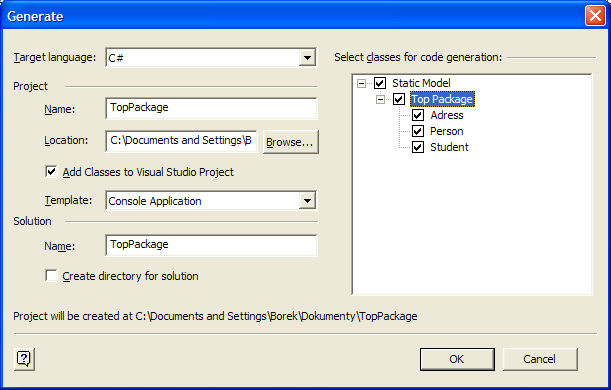 Generate
Target language: C#
Project
Name: TopPackage
Location: C:\Documents and Settings\B Browse...
Add Classes to Visual Studio Project
Template: Console Application
Solution
Name: TopPackage
Create directory for solution
Select classes for code generation:
Static Model
Top Package
Adress
Person
Student
Project will be created at C:\Documents and Settings\Borek\Dokumenty\TopPackage
OK Cancel